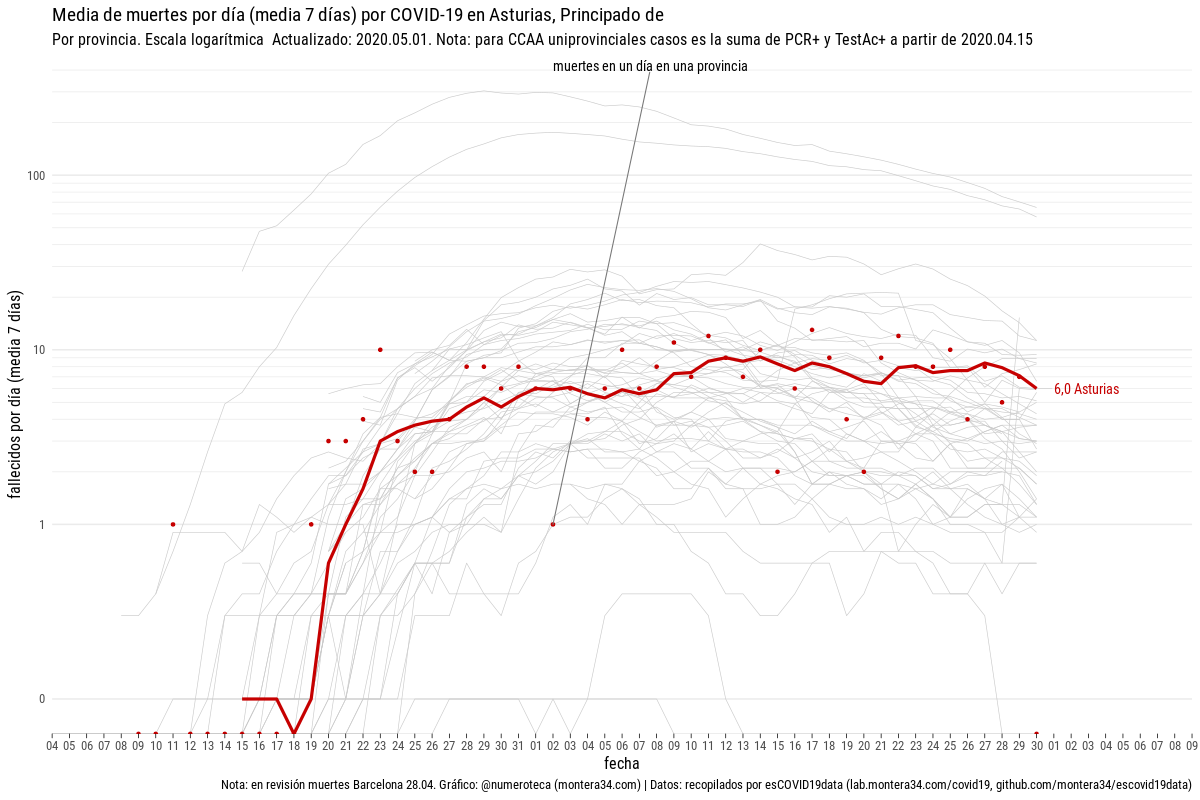 Media de muertes por día (media 7 días) por COVID-19 en Asturias, Principado de
Por provincia. Escala logarítmica  Actualizado: 2020.05.01. Nota: para CCAA uniprovinciales casos es la suma de PCR+ y TestAc+ a partir de 2020.04.15
muertes en un día en una provincia
fallecidos por día (media  7 días)
100
10
1
0
6,0 Asturias
04 05 06 07 08 09 10 11 12 13 14 15 16 17 18 19 20 21 22 23 24 25 26 27 28 29 30 31 01 02 03 04 05 06 07 08 09 10 11 12 13 14 15 16 17 18 19 20 21 22 23 24 25 26 27 28 29 30 01 02 03 04 05 06 07 08 09
fecha
Nota: en revisión muertes Barcelona 28.04. Gráfico: @numeroteca (montera34.com) | Datos: recopilados por esCOVID19data (lab.montera34.com/covid19, github.com/montera34/escovid19data)